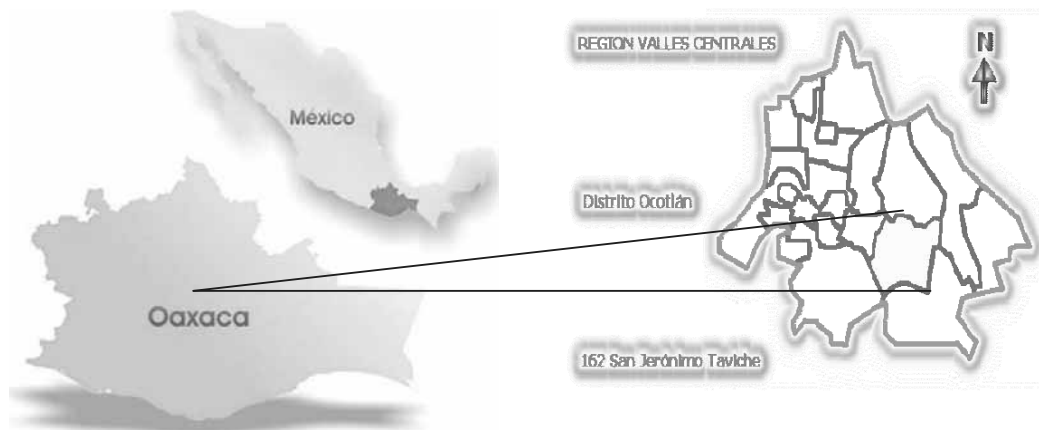 México
Oaxaca
REGION VALLES CENTRALES
N
Distrito Ocotlán
162 San Jerónimo Taviche